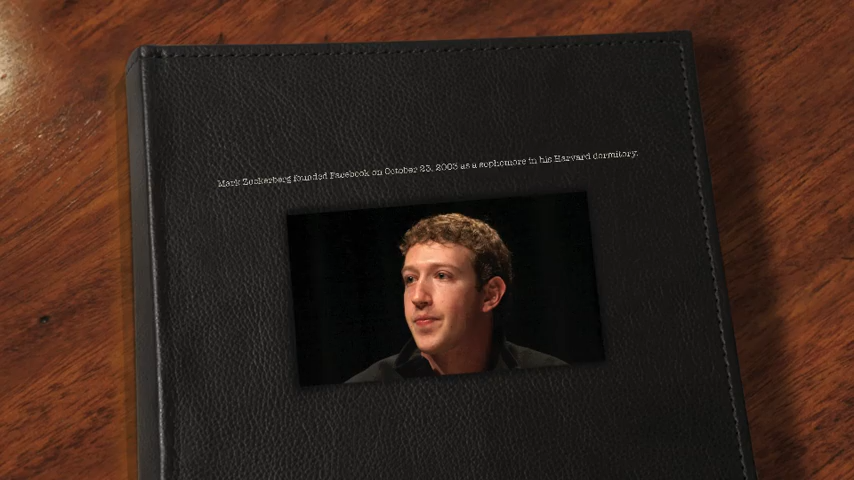 Mark Zuckerberg founded Facebook on October 23, 2003 as a sophomore in his Harvard dormitory.